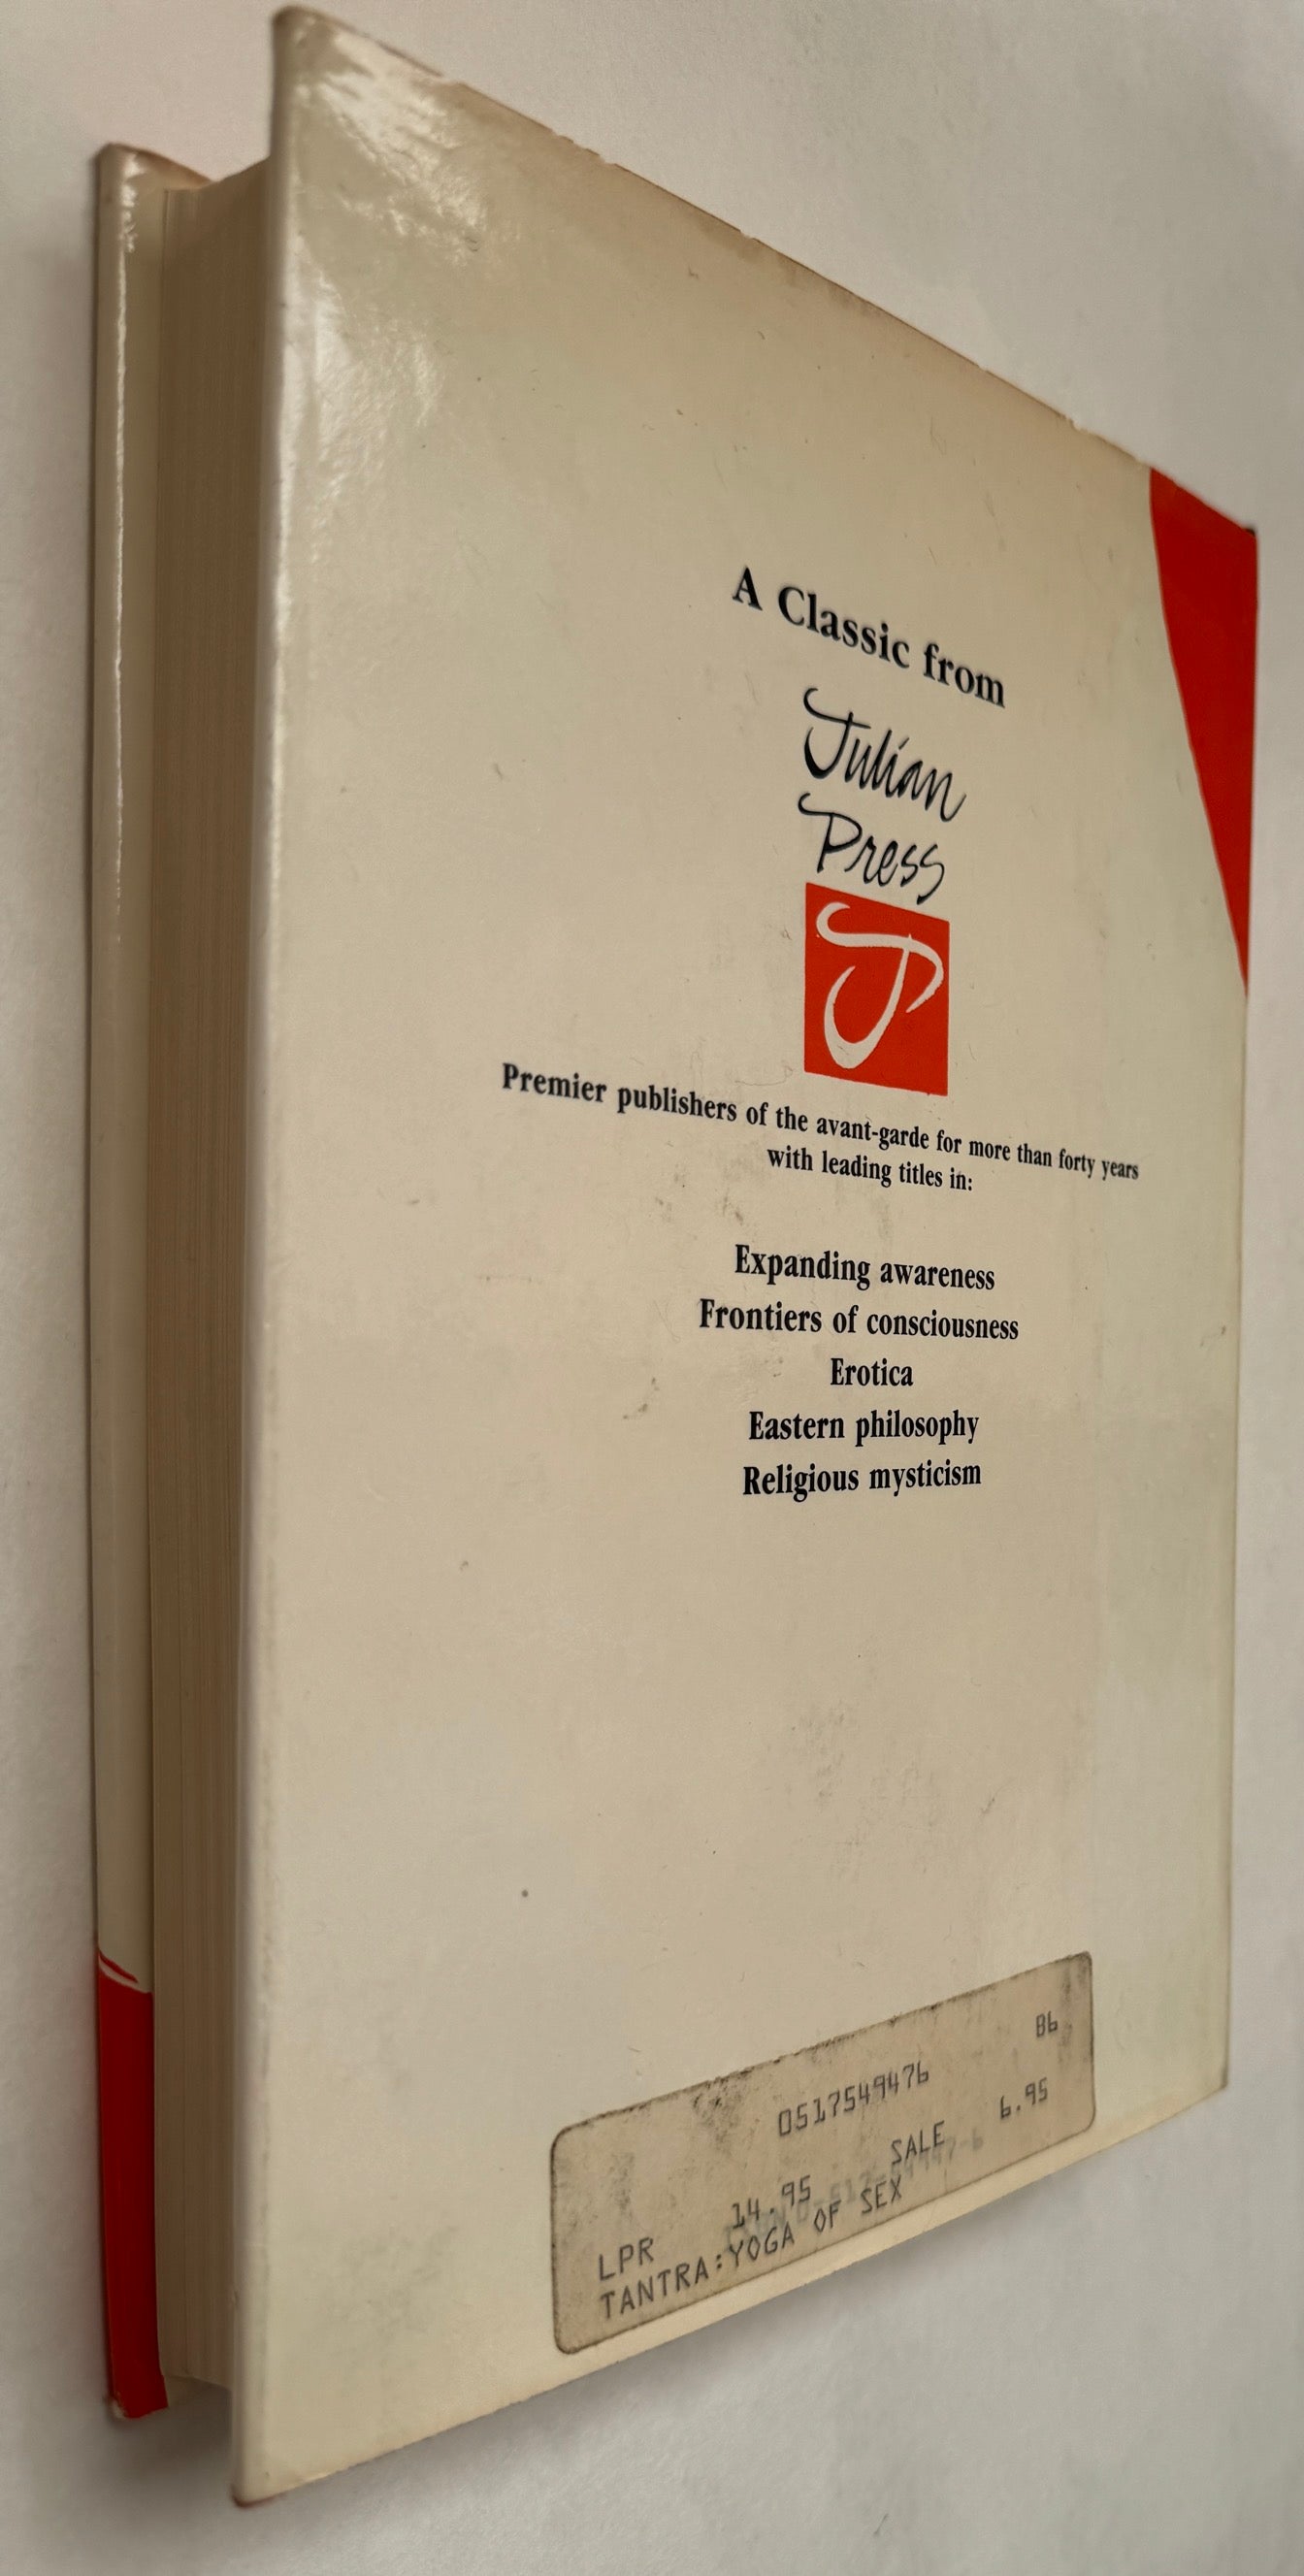 A Classic from
Julian
Press
JP
Premier publishers of the avant-garde for more than forty years
with leading titles in:
Expanding awareness
Frontiers of consciousness
Erotica
Eastern philosophy
Religious mysticism
0517549476 86
LPR 14.95 SALE 6.95
TANTRA:YOGA OF SEX